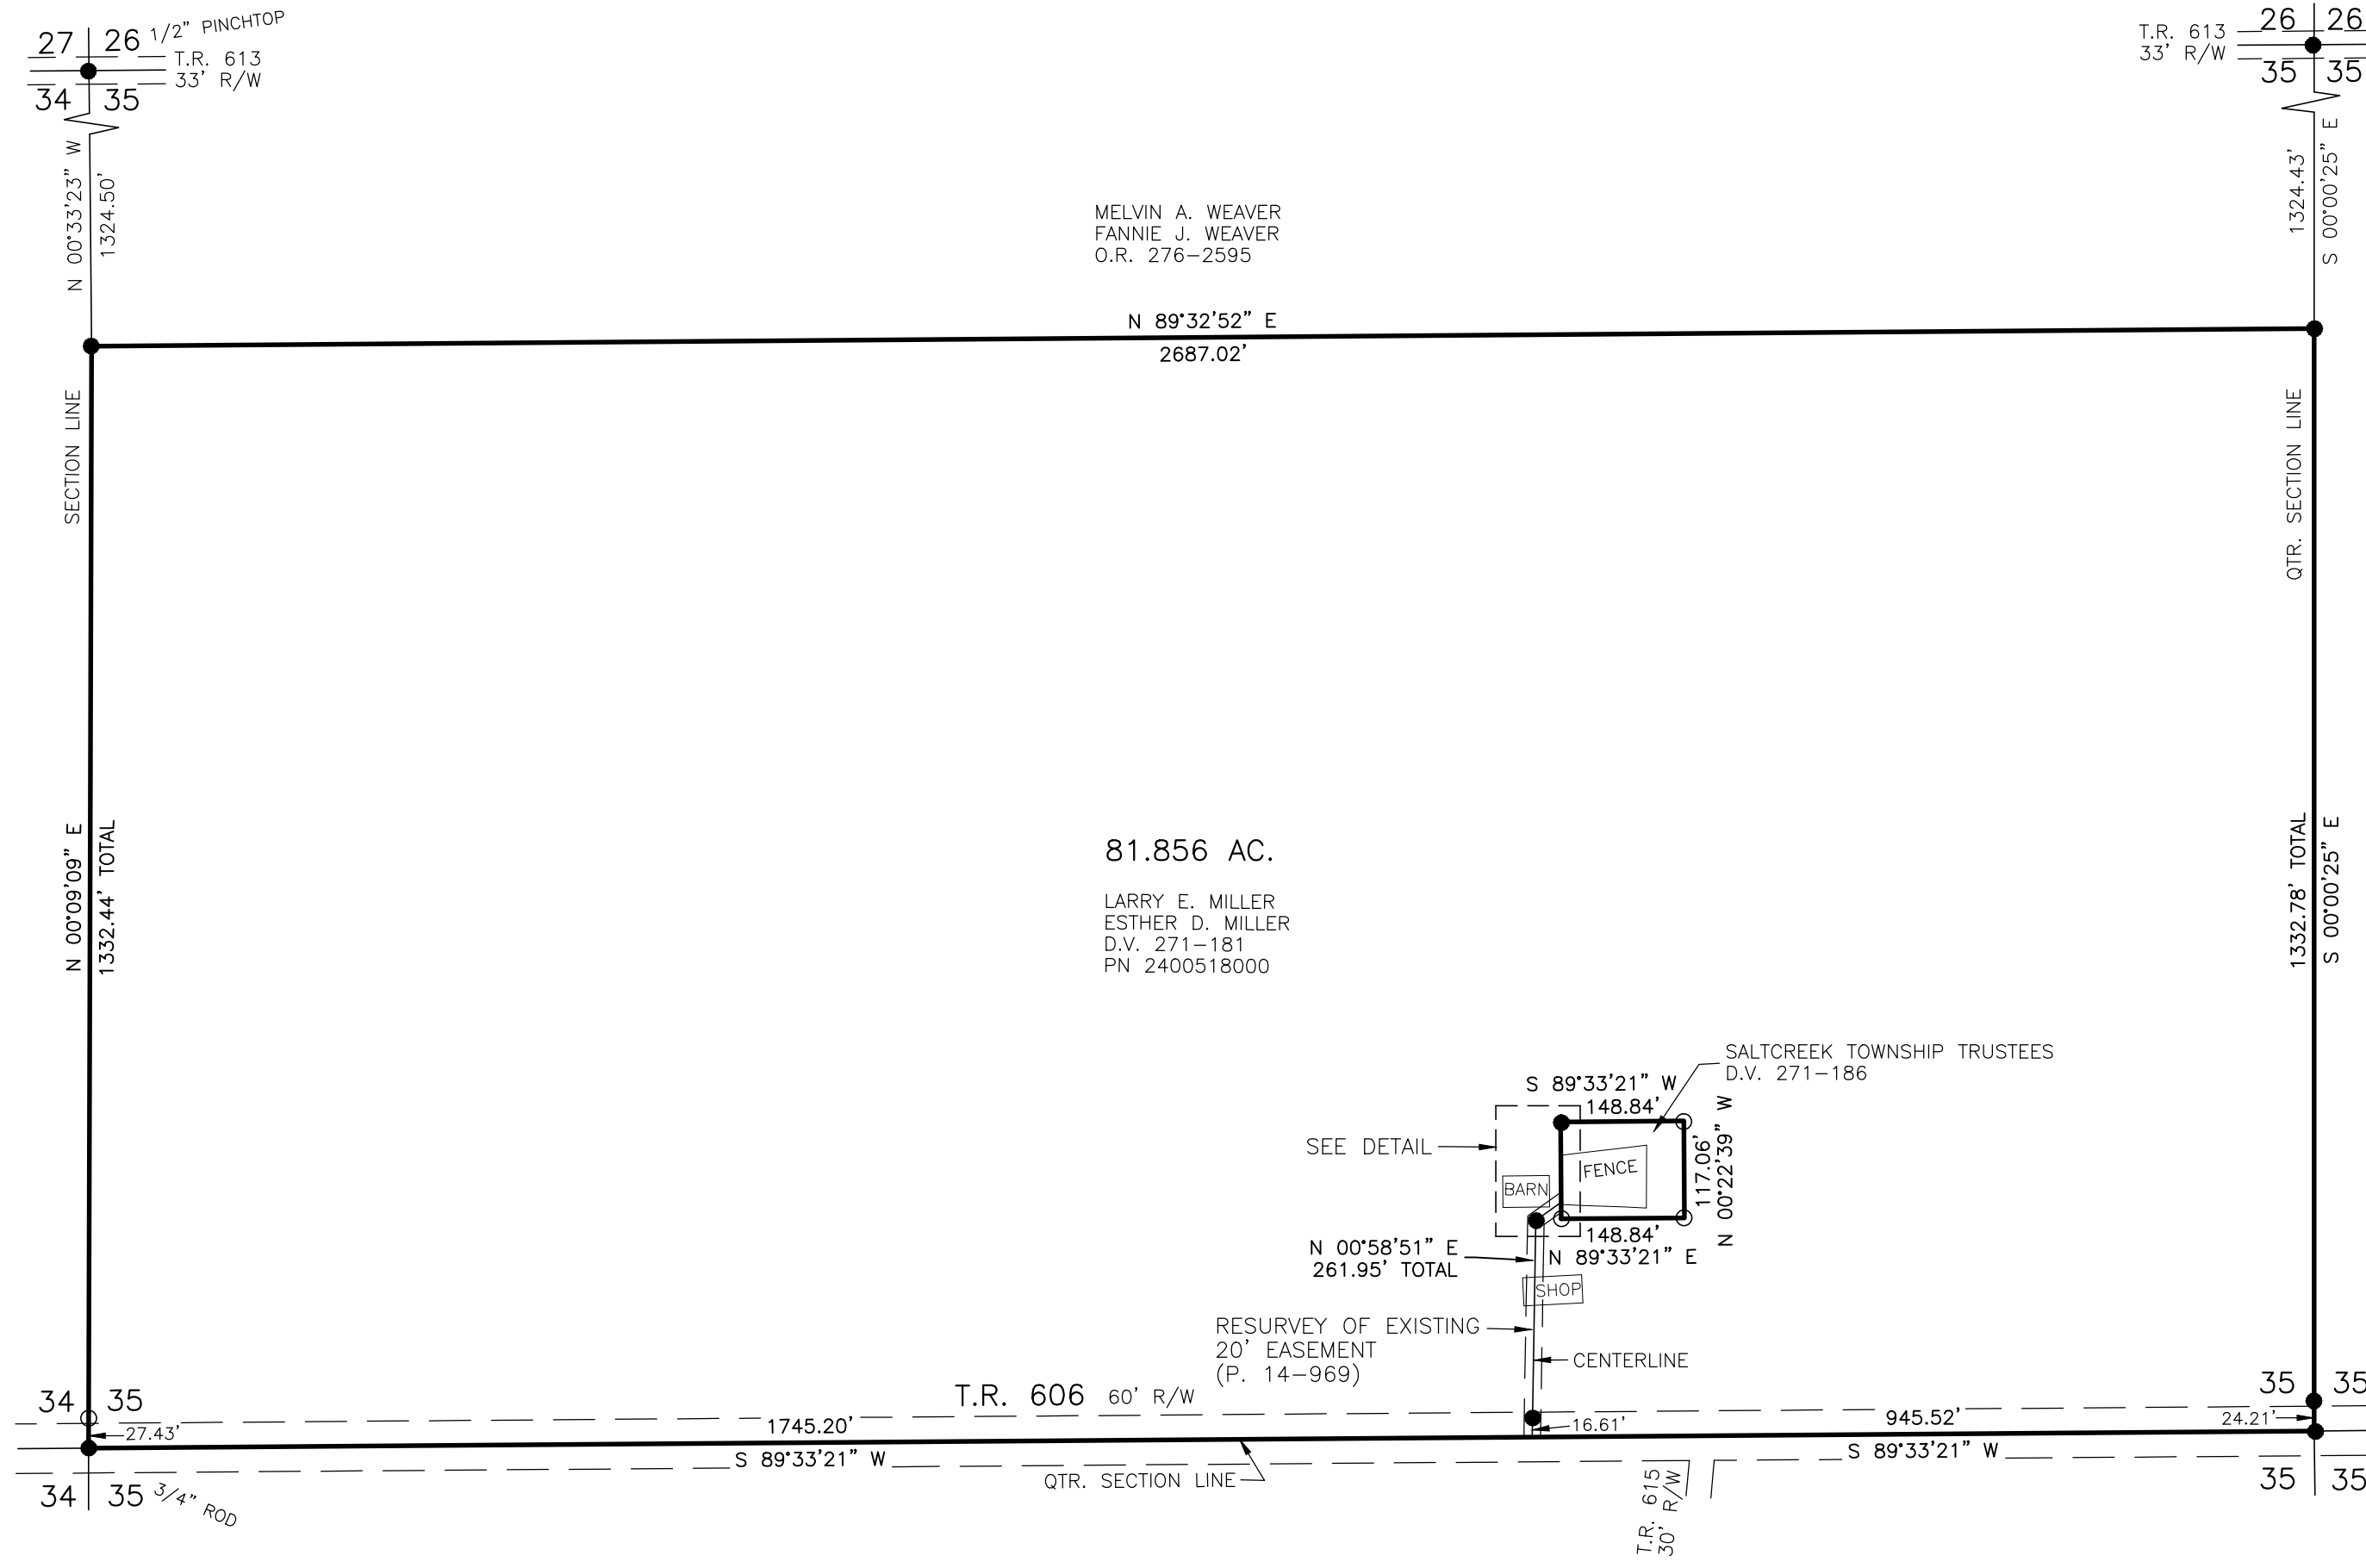 27 26 1/2" PINCHTOP
T.R. 613
33' R/W
34 35
T.R. 613
33' R/W
26 26
35 35
N 00°33'23" W
1324.50'
1324.43'
S 00°00'25" E
MELVIN A. WEAVER
FANNIE J. WEAVER
O.R. 276-2595
N 89°32'52" E
2687.02'
SECTION LINE
QTR. SECTION LINE
N 00°09'09" E
1332.44' TOTAL
1332.78' TOTAL
S 00°00'25" E
81.856 AC.
LARRY E. MILLER
ESTHER D. MILLER
D.V. 271-181
PN 2400518000
SALTCREEK TOWNSHIP TRUSTEES
D.V. 271-186
S 89°33'21" W
148.84'
SEE DETAIL
FENCE
BARN
117.06'
N 00°22'39" W
148.84'
N 89°33'21" E
N 00°58'51" E
261.95' TOTAL
SHOP
RESURVEY OF EXISTING
20' EASEMENT
(P. 14-969)
CENTERLINE
34 35
35 35
T.R. 606 60' R/W
27.43'
1745.20'
16.61'
945.52'
24.21'
S 89°33'21" W
S 89°33'21" W
QTR. SECTION LINE
34 35 3/4" ROD
T.R. 615
30' R/W
35 35